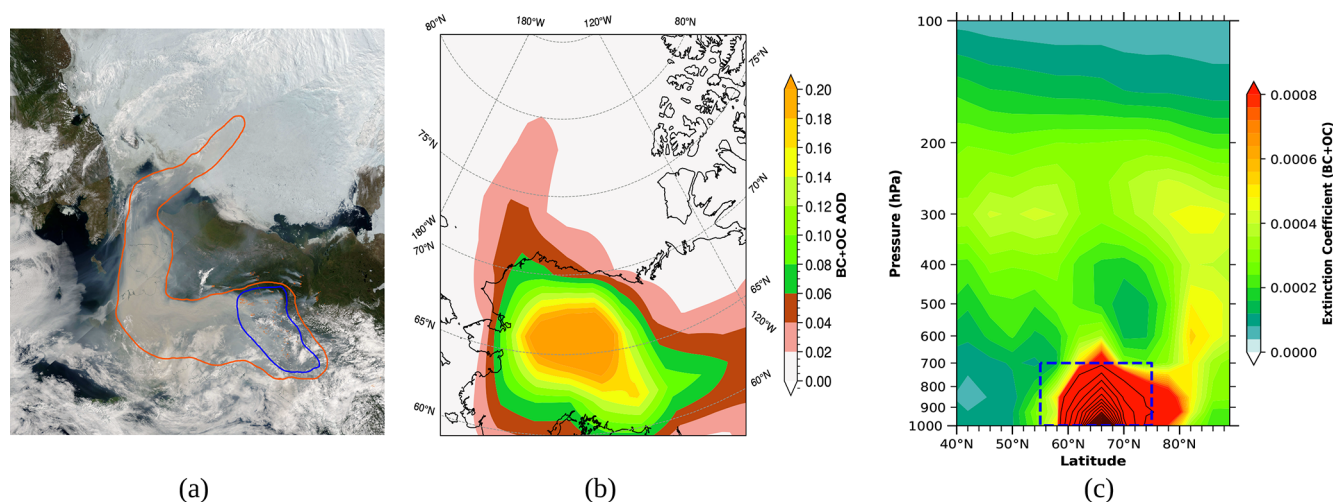 80°N 180°W 120°W 80°N
75°N
75°N
70°N
180°W
70°N
65°N
65°N
120°W
60°N
60°N
0.20
0.18
0.16
0.14
0.12
0.10
0.08
0.06
0.04
0.02
0.00
BC+OC AOD
Pressure (hPa)
100
200
300
400
500
600
700
800
900
1000
40°N 50°N 60°N 70°N 80°N
Latitude
0.0008
0.0006
0.0004
0.0002
0.0000
Extinction Coefficient (BC+OC)
(a) (b) (c)